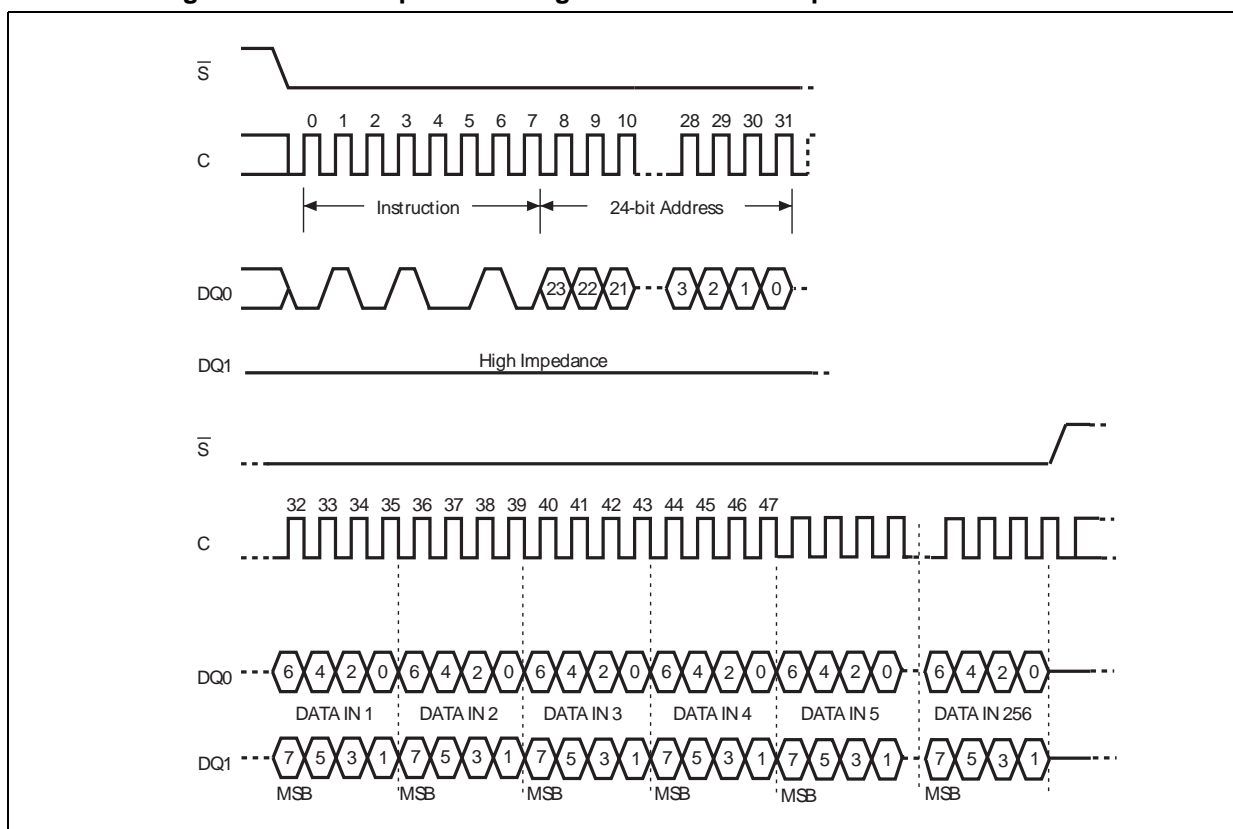 S
0 1 2 3 4 5 6 7 8 9 10 28 29 30 31
C
Instruction 24-bit Address
DQ0 23 22 21 3 2 1 0
High Impedance
DQ1
S
32 33 34 35 36 37 38 39 40 41 42 43 44 45 46 47
C
DQ0 6 4 2 0 6 4 2 0 6 4 2 0 6 4 2 0 6 4 2 0 6 4 2 0
DATA IN 1 DATA IN 2 DATA IN 3 DATA IN 4 DATA IN 5 DATA IN 256
DQ1 7 5 3 1 7 5 3 1 7 5 3 1 7 5 3 1 7 5 3 1 7 5 3 1
MSB MSB MSB MSB MSB MSB